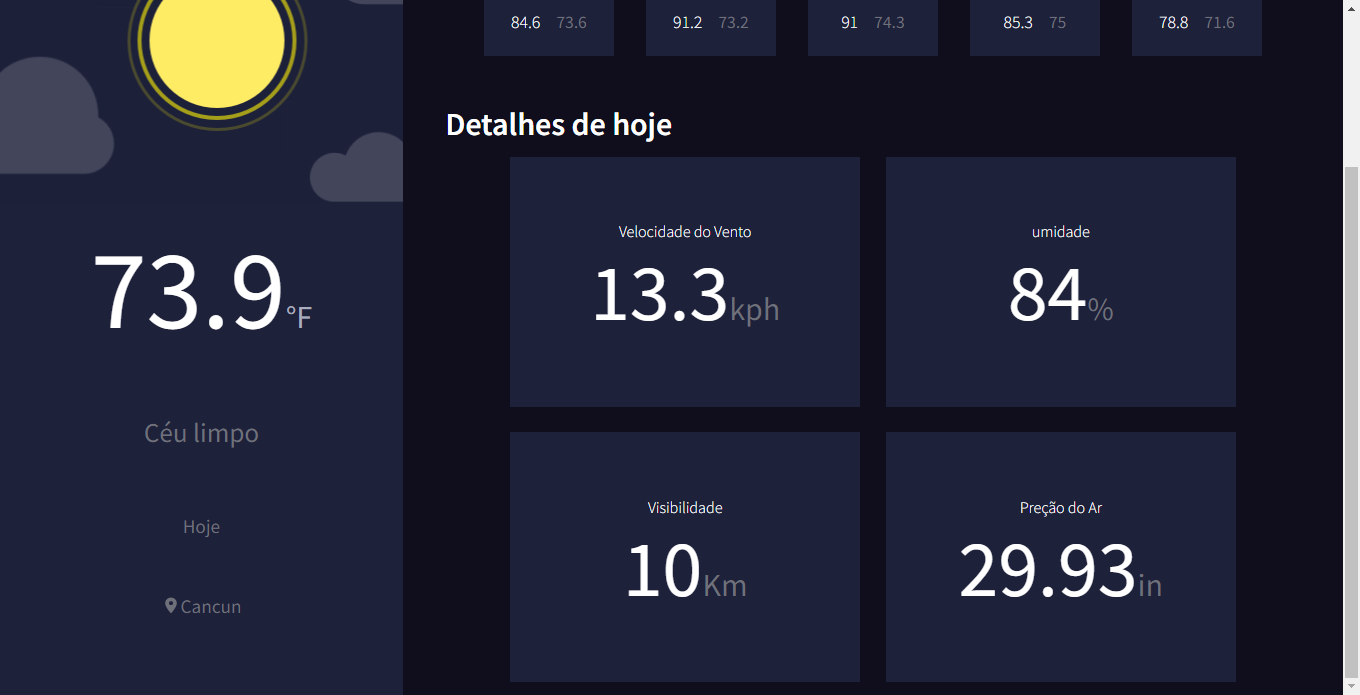 84.6 73.6
91.2 73.2
91 74.3
85.3 75
78.8 71.6
73.9°F
Céu limpo
Hoje
Cancun
Detalhes de hoje
Velocidade do Vento
13.3kph
umidade
84%
Visibilidade
10Km
Preção do Ar
29.93in